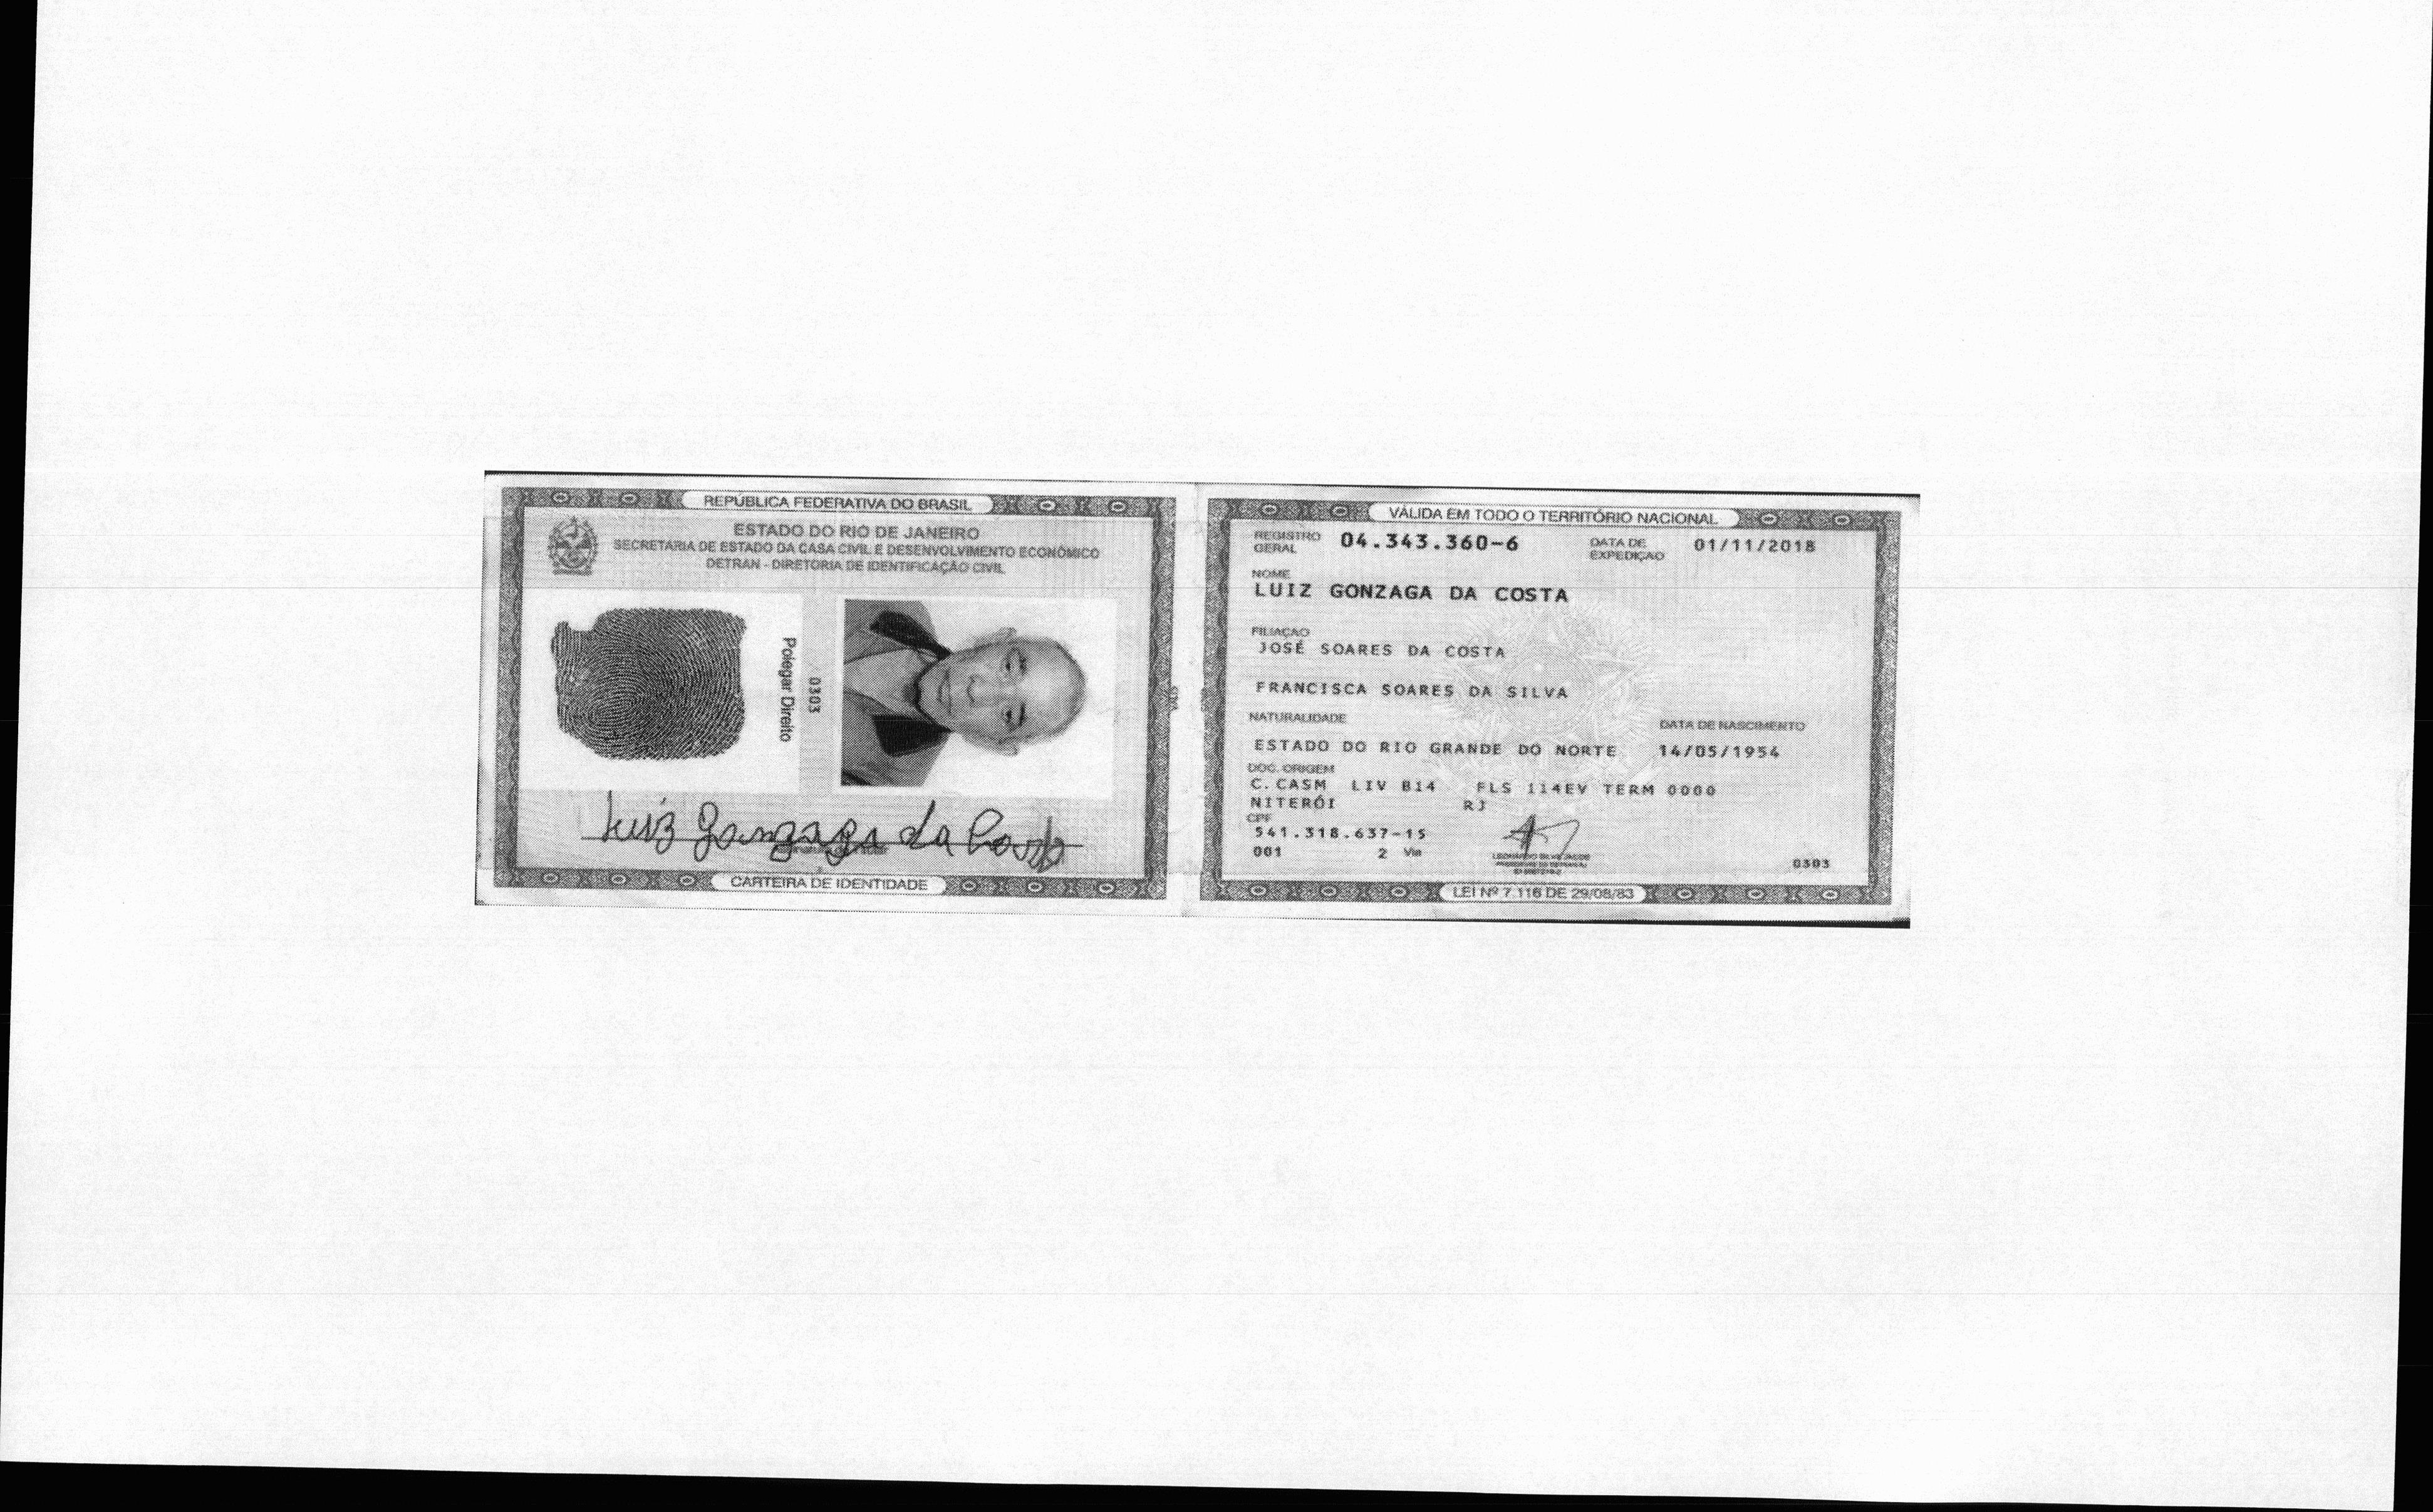 REPÚBLICA FEDERATIVA DO BRASIL
ESTADO DO RIO DE JANEIRO
SECRETARIA DE ESTADO DA CASA CIVIL E DESENVOLVIMENTO ECONÔMICO
DETRAN - DIRETORIA DE IDENTIFICAÇÃO CIVIL
Polegar Direito
0303
Luiz Gonzaga da Costa
CARTEIRA DE IDENTIDADE
VÁLIDA EM TODO O TERRITÓRIO NACIONAL
REGISTRO GERAL 04.343.360-6 DATA DE EXPEDIÇÃO 01/11/2018
NOME
LUIZ GONZAGA DA COSTA
FILIAÇÃO
JOSÉ SOARES DA COSTA
FRANCISCA SOARES DA SILVA
NATURALIDADE DATA DE NASCIMENTO
ESTADO DO RIO GRANDE DO NORTE 14/05/1954
DOC. ORIGEM
C. CASM LIV B14 FLS 114EV TERM 0000
NITERÓI RJ
CPF
541.318.637-15
001 2 Via
0303
LEI Nº 7.116 DE 29/08/83